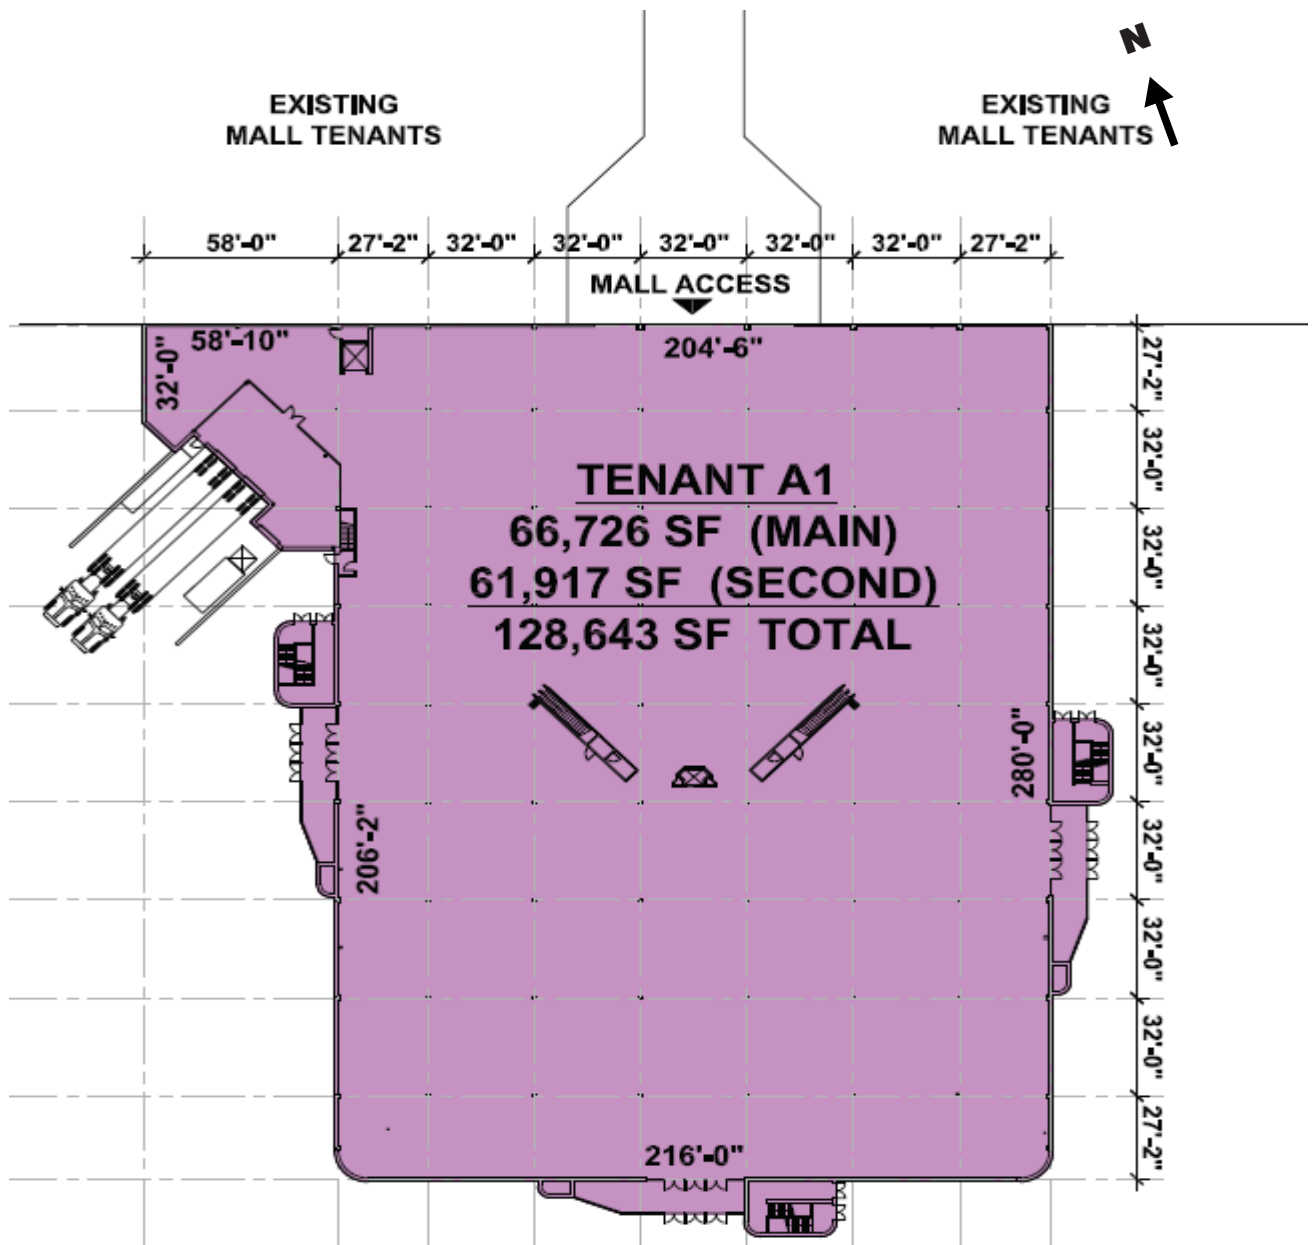 N
EXISTING
MALL TENANTS
EXISTING
MALL TENANTS
58'-0" 27'-2" 32'-0" 32'-0" 32'-0" 32'-0" 32'-0" 27'-2"
MALL ACCESS
58'-10"
204'-6"
32'-0"
27'-2"
32'-0"
32'-0"
32'-0"
32'-0"
32'-0"
32'-0"
32'-0"
27'-2"
TENANT A1
66,726 SF (MAIN)
61,917 SF (SECOND)
128,643 SF TOTAL
280'-0"
206'-2"
216'-0"